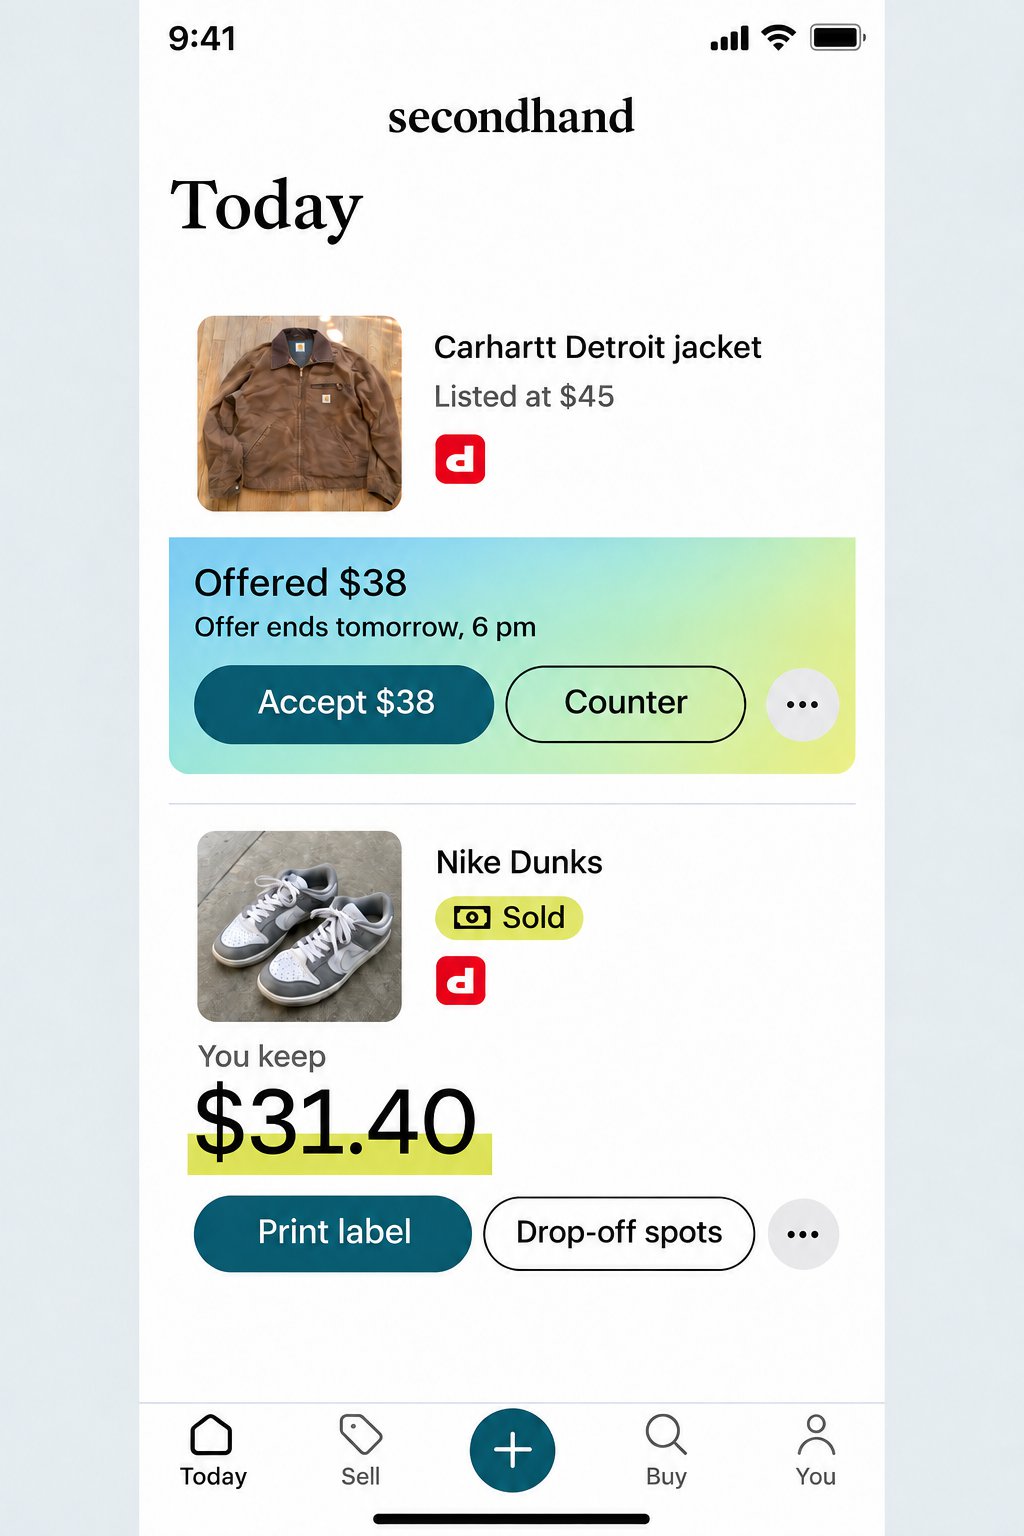 9:41
secondhand
Today
Carhartt Detroit jacket
Listed at $45
d
Offered $38
Offer ends tomorrow, 6 pm
Accept $38
Counter
Nike Dunks
Sold
d
You keep
$31.40
Print label
Drop-off spots
Today
Sell
Buy
You